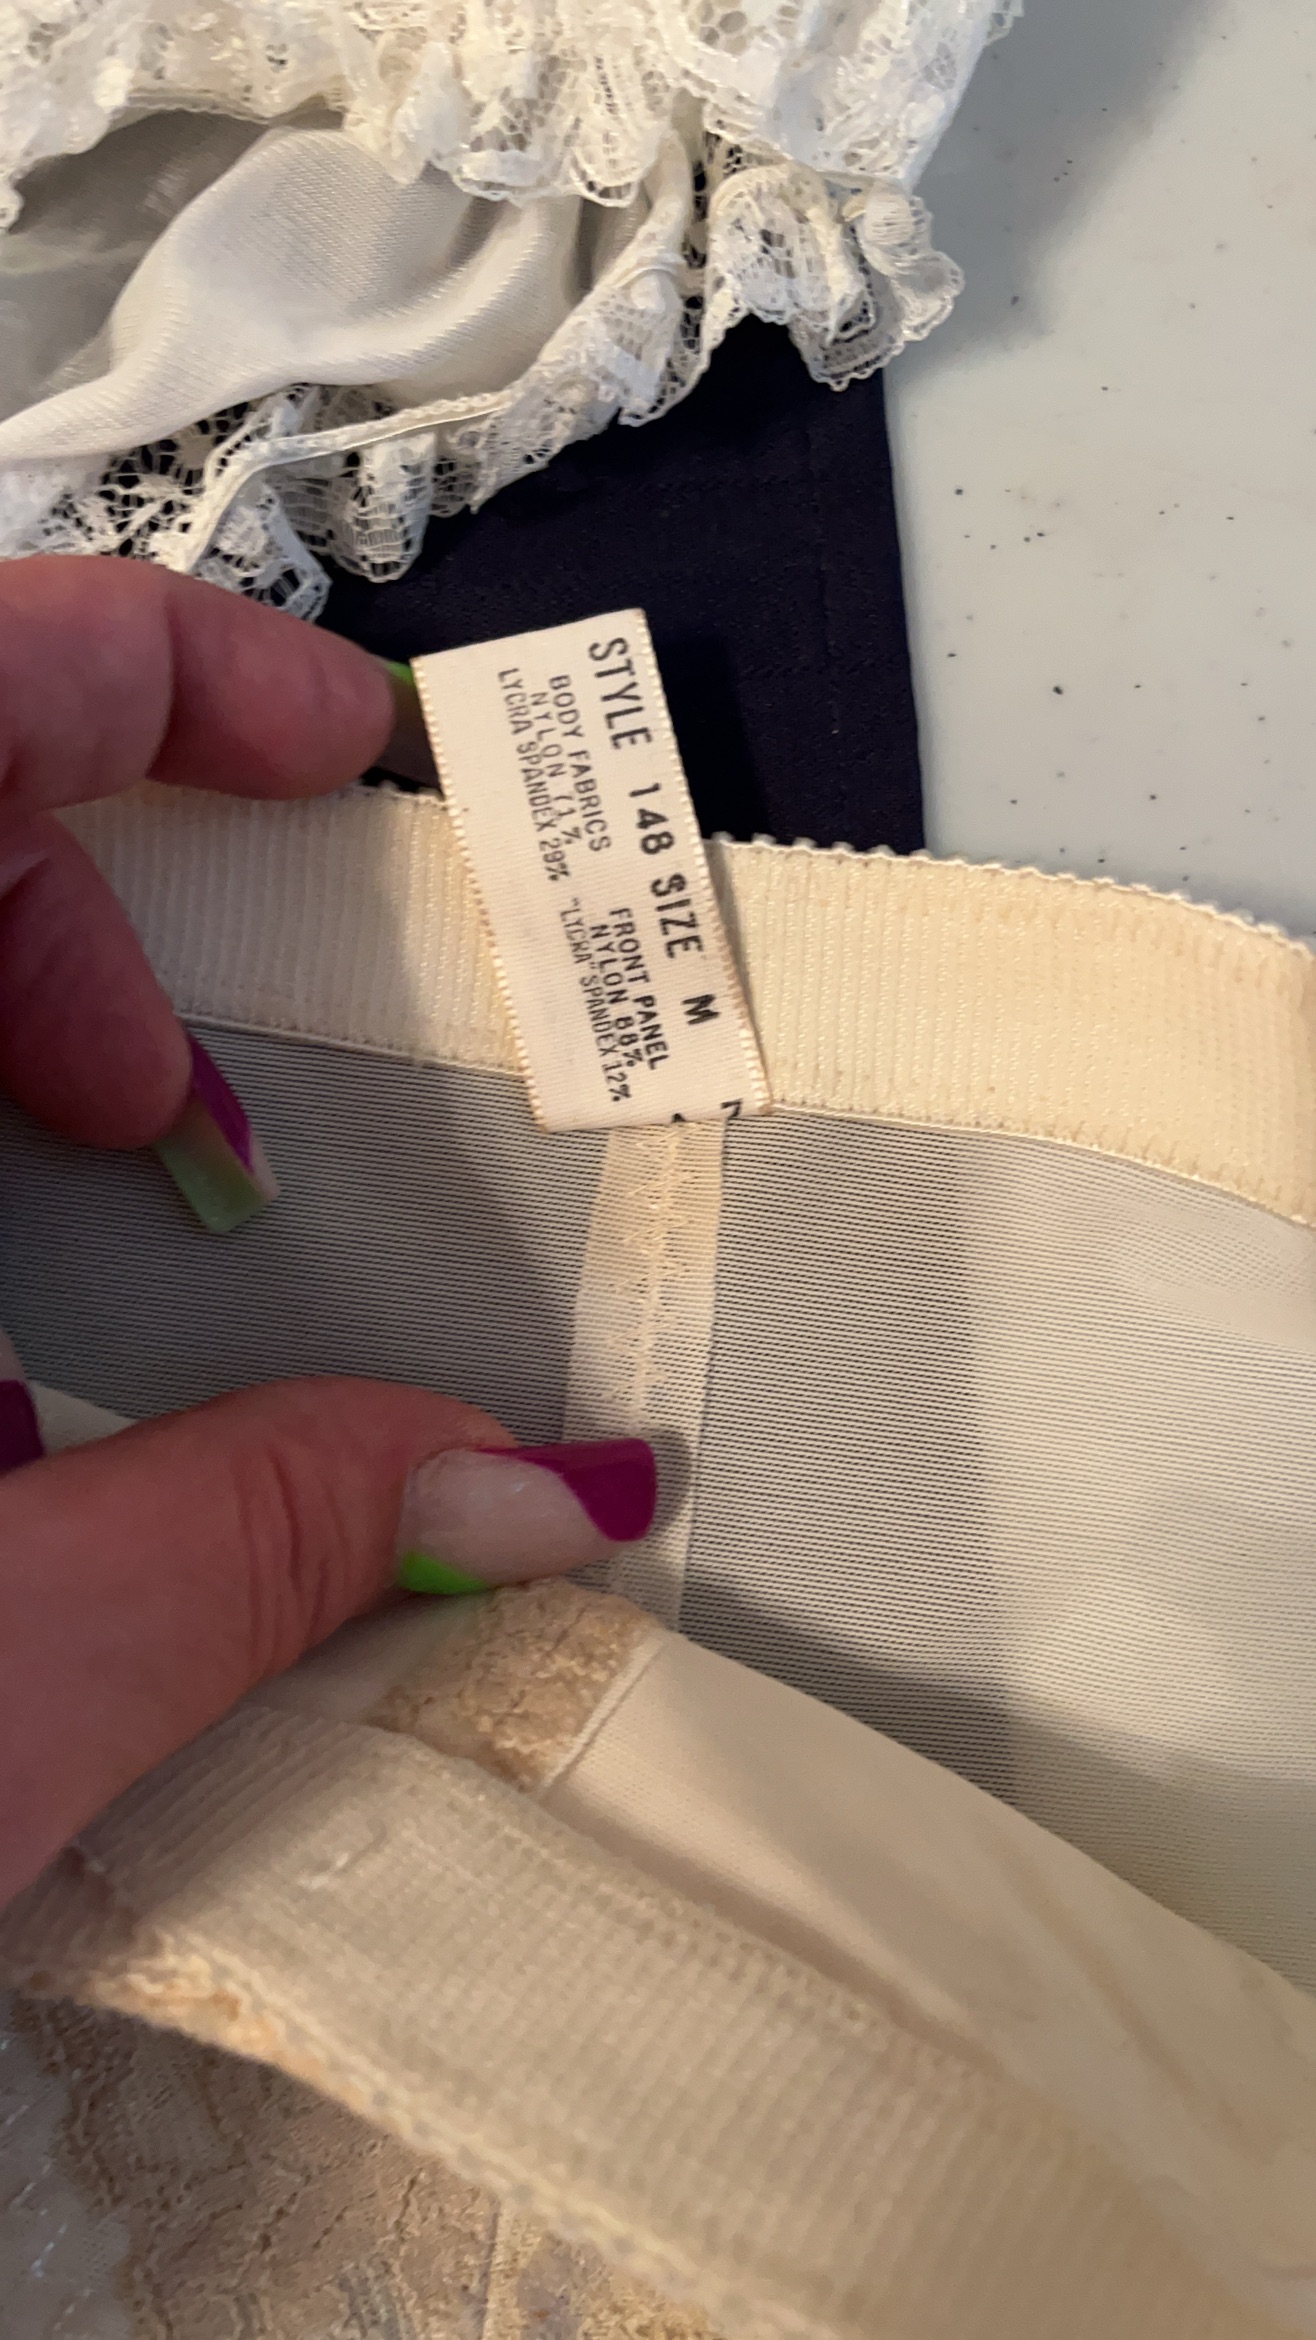 STYLE 148 SIZE M
BODY FABRICS
NYLON 71%
LYCRA SPANDEX 29%
FRONT PANEL
NYLON 88%
"LYCRA" SPANDEX 12%